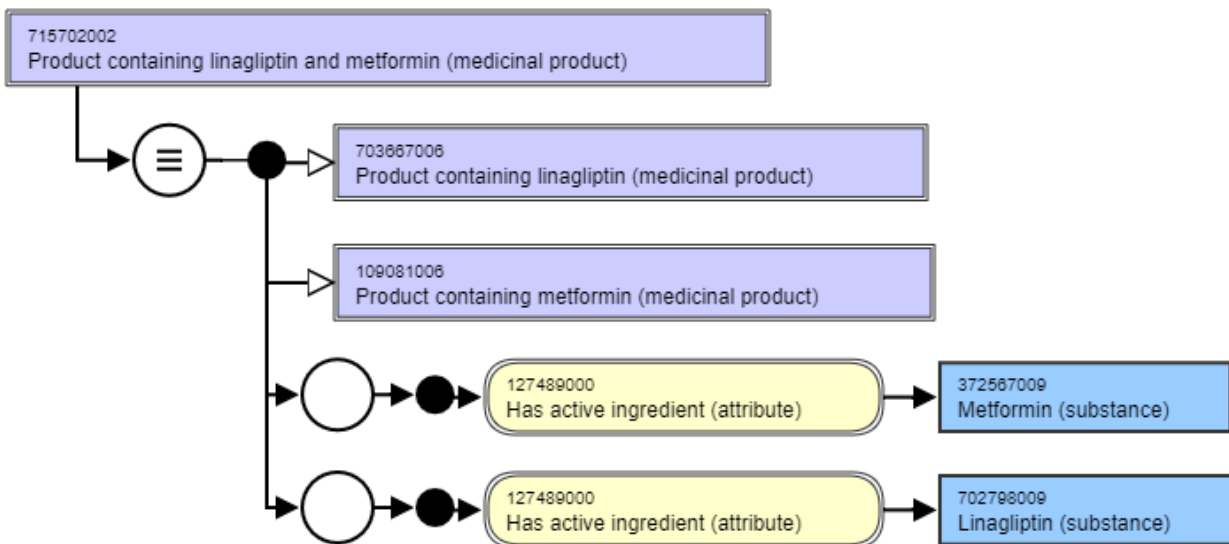 715702002
Product containing linagliptin and metformin (medicinal product)
703667006
Product containing linagliptin (medicinal product)
109081006
Product containing metformin (medicinal product)
127489000
Has active ingredient (attribute)
372567009
Metformin (substance)
127489000
Has active ingredient (attribute)
702798009
Linagliptin (substance)